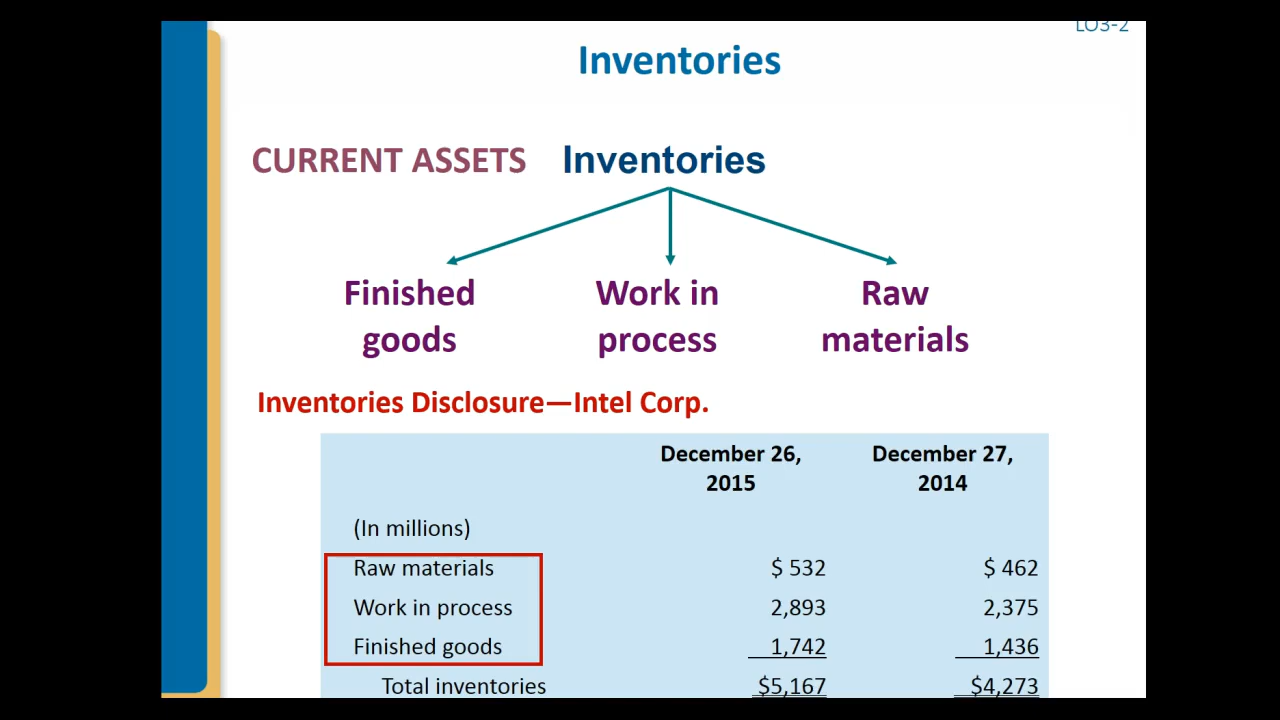 LO3-2
Inventories
CURRENT ASSETS Inventories
Finished goods
Work in process
Raw materials
Inventories Disclosure—Intel Corp.
December 26, 2015
December 27, 2014
(In millions)
Raw materials $ 532 $ 462
Work in process 2,893 2,375
Finished goods 1,742 1,436
Total inventories $5,167 $4,273